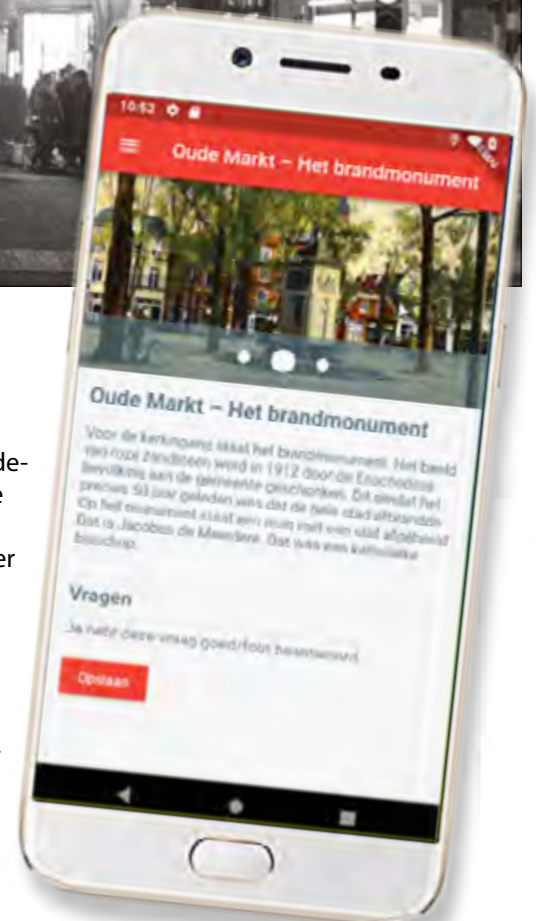 10:52
Oude Markt – Het brandmonument
Oude Markt – Het brandmonument
Voor de kerkingang staat het brandmonument. Het beeld
van roze zandsteen werd in 1912 door de Enschedese
bevolking aan de gemeente geschonken. Dit omdat het
precies 50 jaar geleden was dat de hele stad afbrandde.
Op het monument staat een man met een stad afgebeeld.
Dat is Jacobus de Meerdere. Dat was een katholieke
bisschop.
Vragen
Je hebt deze vraag goed/fout beantwoord
Opslaan
de-
e
er